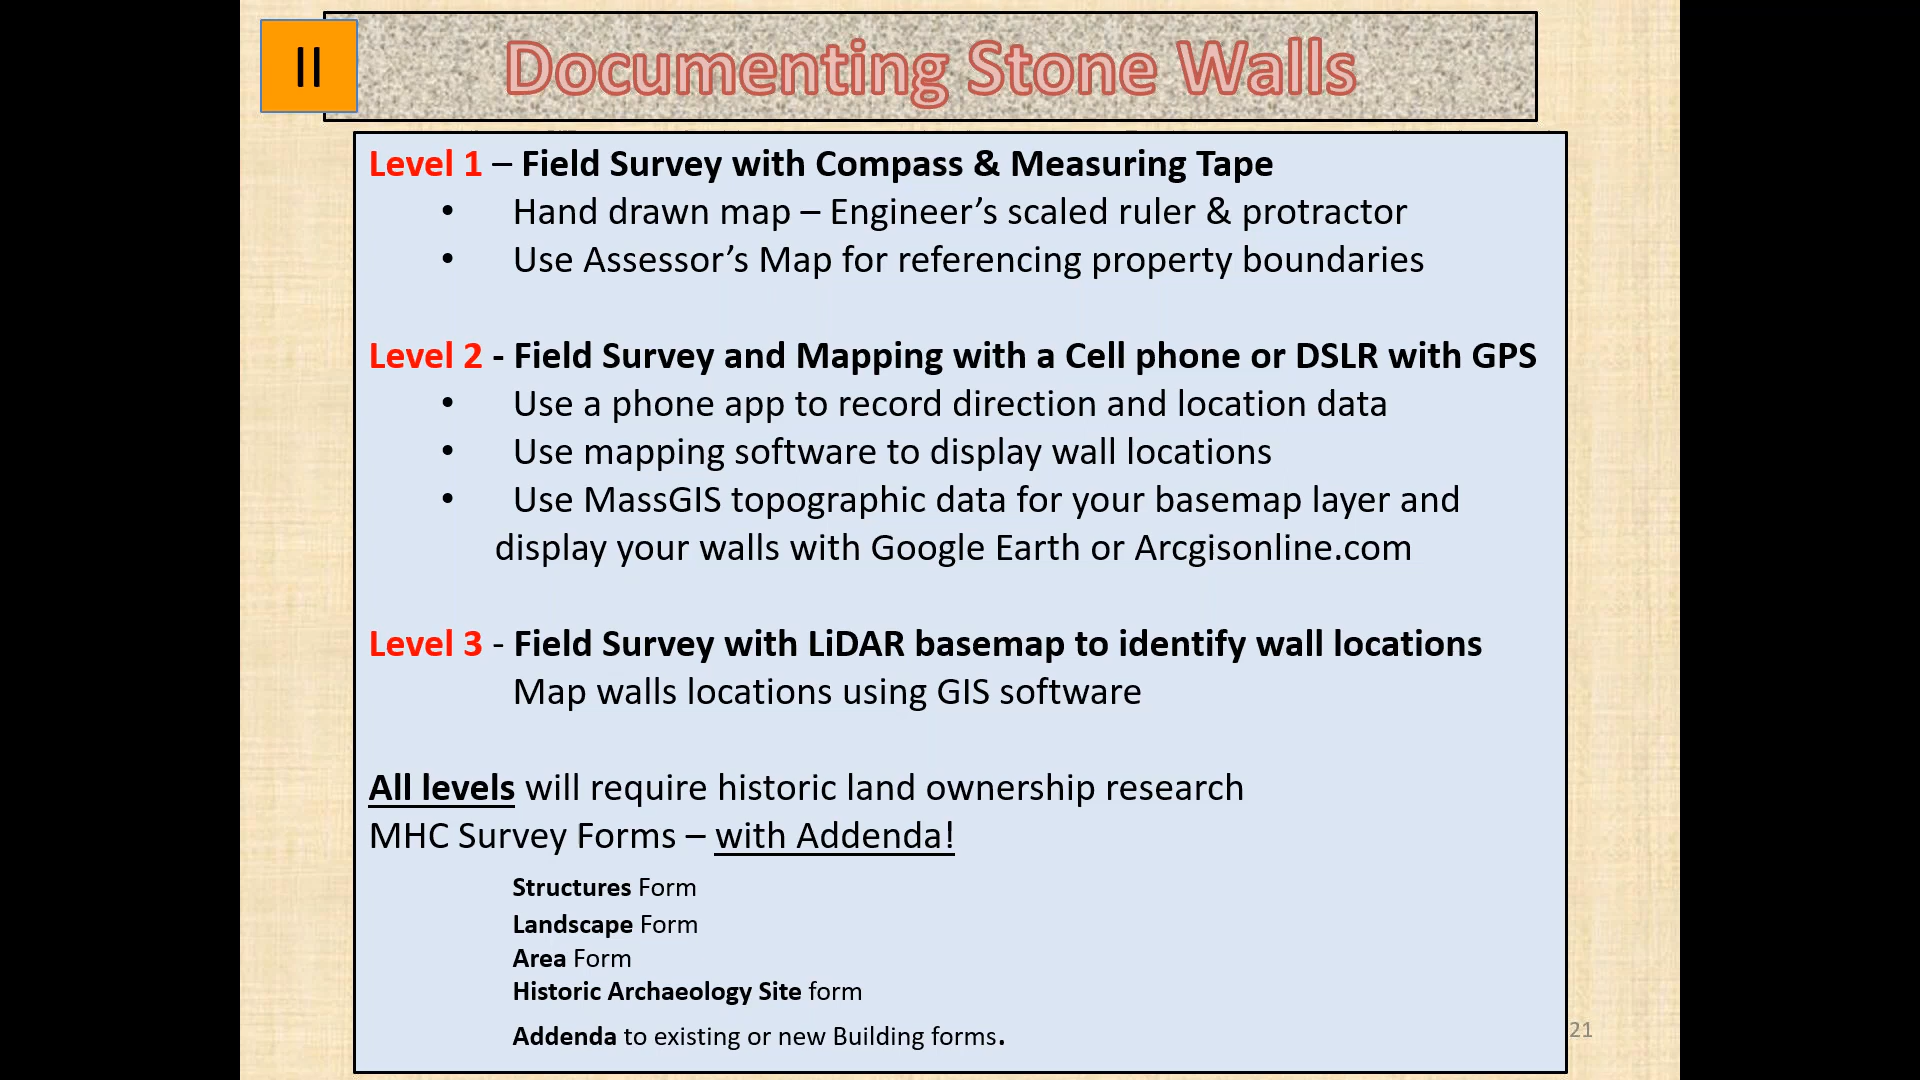 II
Documenting Stone Walls
Level 1 – Field Survey with Compass & Measuring Tape
• Hand drawn map – Engineer’s scaled ruler & protractor
• Use Assessor’s Map for referencing property boundaries
Level 2 - Field Survey and Mapping with a Cell phone or DSLR with GPS
• Use a phone app to record direction and location data
• Use mapping software to display wall locations
• Use MassGIS topographic data for your basemap layer and
display your walls with Google Earth or Arcgisonline.com
Level 3 - Field Survey with LiDAR basemap to identify wall locations
Map walls locations using GIS software
All levels will require historic land ownership research
MHC Survey Forms – with Addenda!
Structures Form
Landscape Form
Area Form
Historic Archaeology Site form
Addenda to existing or new Building forms.
21